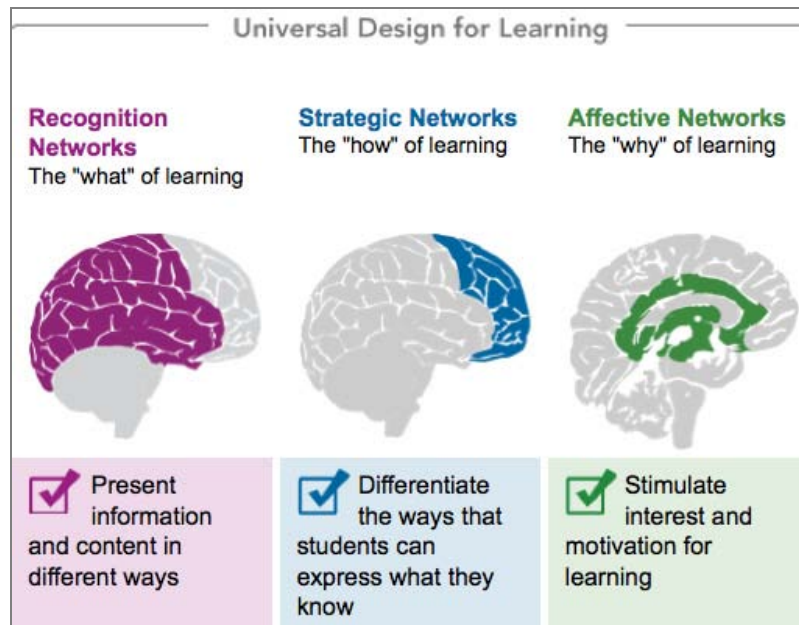 Universal Design for Learning
Recognition
Networks
The "what" of learning
Strategic Networks
The "how" of learning
Affective Networks
The "why" of learning
Present
information
and content in
different ways
Differentiate
the ways that
students can
express what they
know
Stimulate
interest and
motivation for
learning